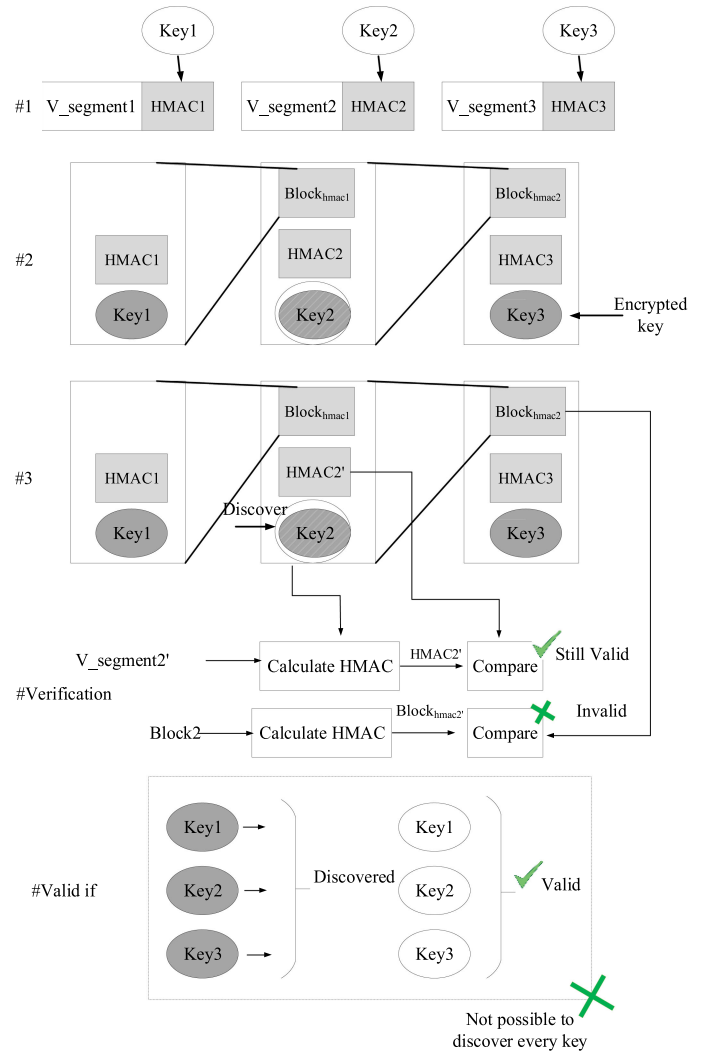 Key1 Key2 Key3
#1 V_segment1 HMAC1 V_segment2 HMAC2 V_segment3 HMAC3
Block_hmac1 Block_hmac2
#2 HMAC1 HMAC2 HMAC3
Key1 Key2 Key3
Encrypted
key
Block_hmac1 Block_hmac2
#3 HMAC1 HMAC2' HMAC3
Discover
Key1 Key2 Key3
V_segment2' Calculate HMAC HMAC2' Compare Still Valid
#Verification
Block2 Calculate HMAC Block_hmac2' Compare Invalid
Key1 Key1
#Valid if Key2 Discovered Key2 Valid
Key3 Key3
Not possible to
discover every key